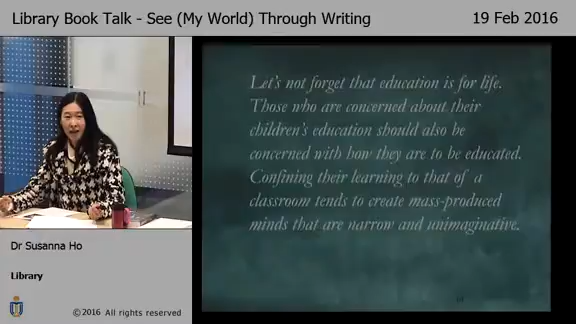 Library Book Talk - See (My World) Through Writing
19 Feb 2016
Let's not forget that education is for life.
Those who are concerned about their
children's education should also be
concerned with how they are to be educated.
Confining their learning to that of a
classroom tends to create mass-produced
minds that are narrow and unimaginative.
Dr Susanna Ho
Library
©2016 All rights reserved